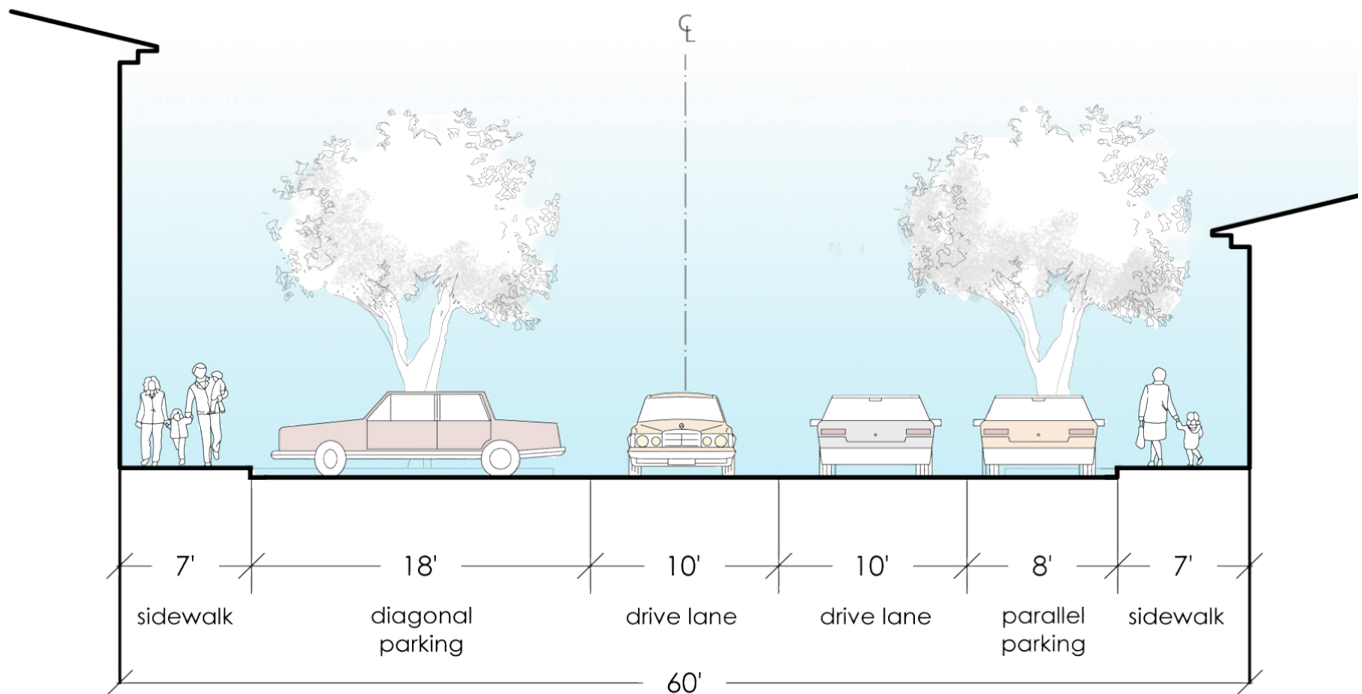 ℄
7' 18' 10' 10' 8' 7'
sidewalk diagonal drive lane drive lane parallel sidewalk
parking parking
60'